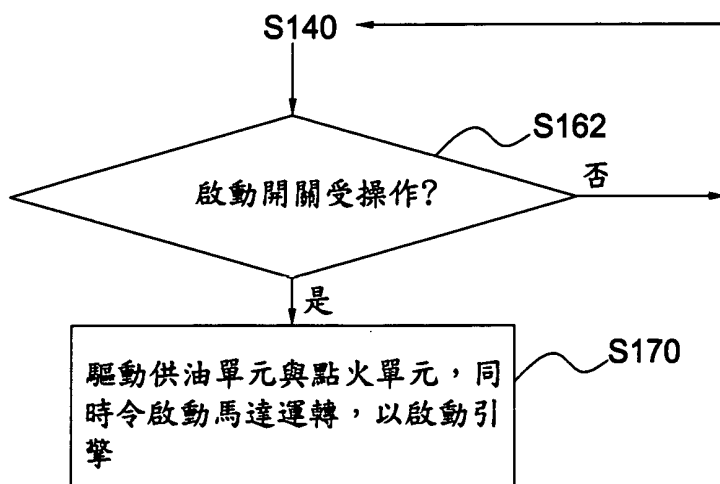 S140
S162
啟動開關受操作?
否
是
S170
驅動供油單元與點火單元，同
時令啟動馬達運轉，以啟動引
擎